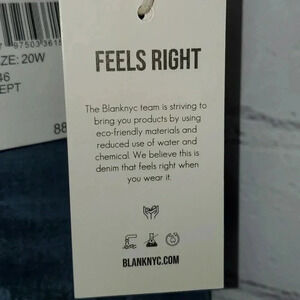 97503 3615
ZE: 20W
46
EPT
88
FEELS RIGHT
The Blanknyc team is striving to
bring you products by using
eco-friendly materials and
reduced use of water and
chemical. We believe this is
denim that feels right when
you wear it.
BLANKNYC.COM